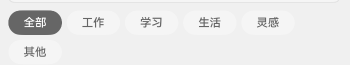 全部 工作 学习 生活 灵感
其他